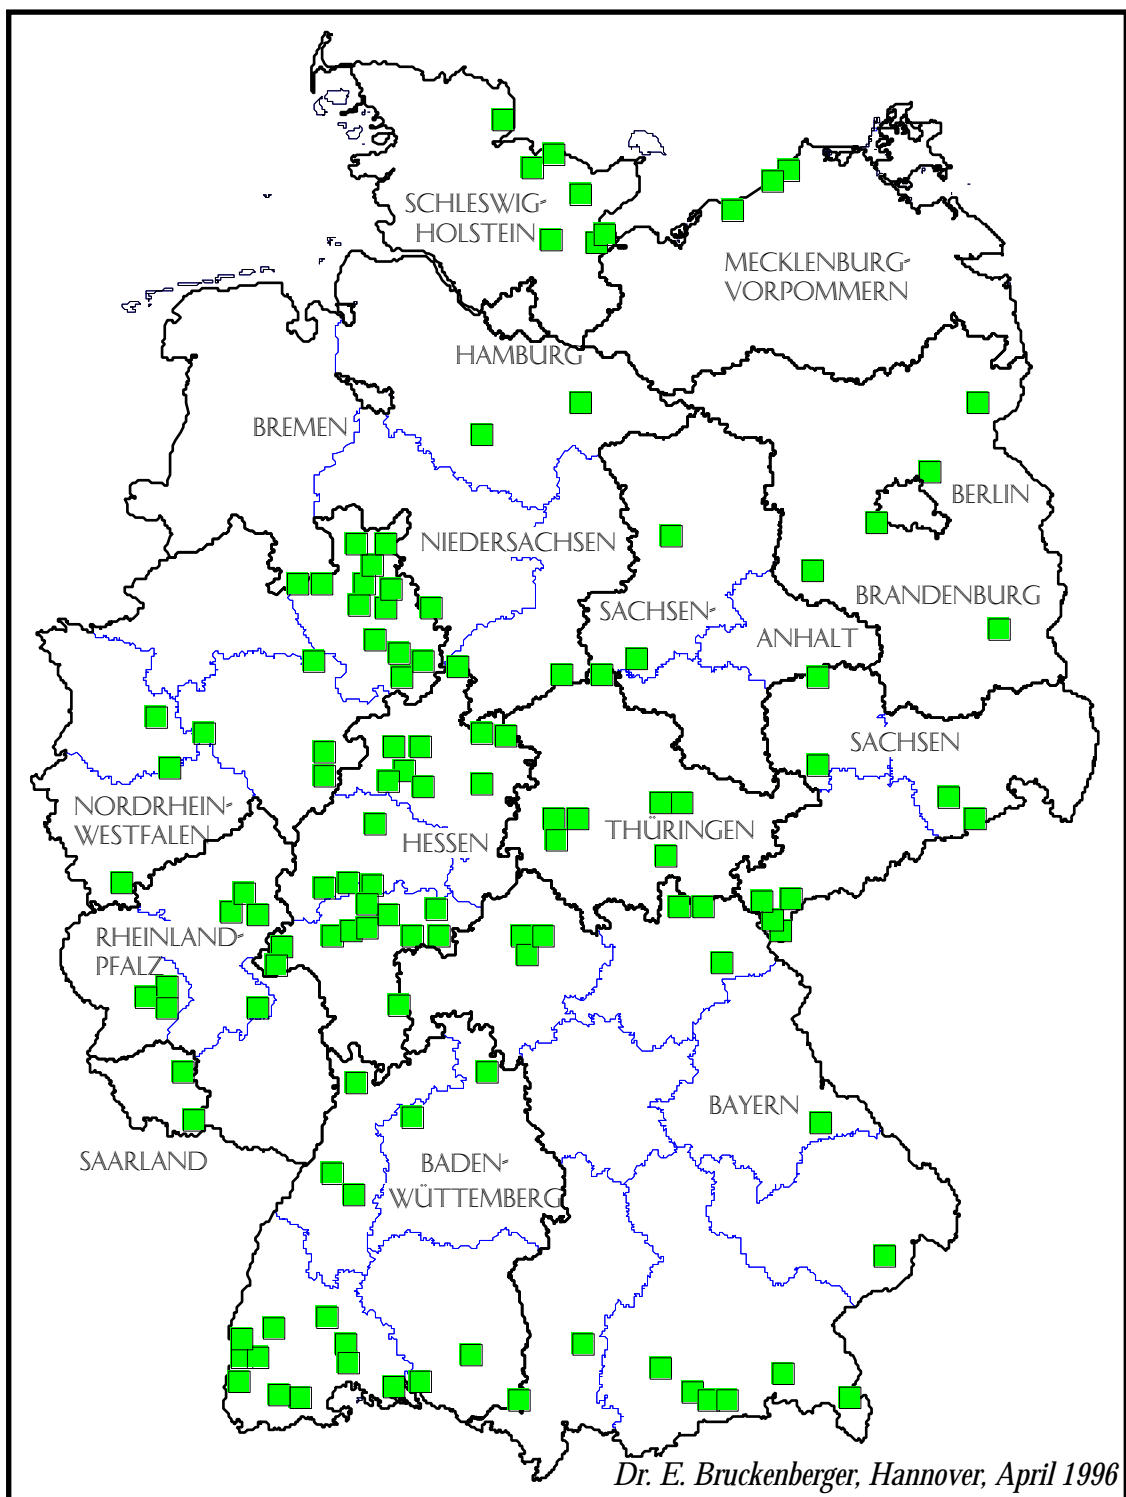 SCHLESWIG-
HOLSTEIN
MECKLENBURG-
VORPOMMERN
HAMBURG
BREMEN
BERLIN
NIEDERSACHSEN
BRANDENBURG
SACHSEN-
ANHALT
SACHSEN
NORDRHEIN-
WESTFALEN
THÜRINGEN
HESSEN
RHEINLAND-
PFALZ
BAYERN
SAARLAND
BADEN-
WÜTTEMBERG
Dr. E. Bruckenberger, Hannover, April 1996